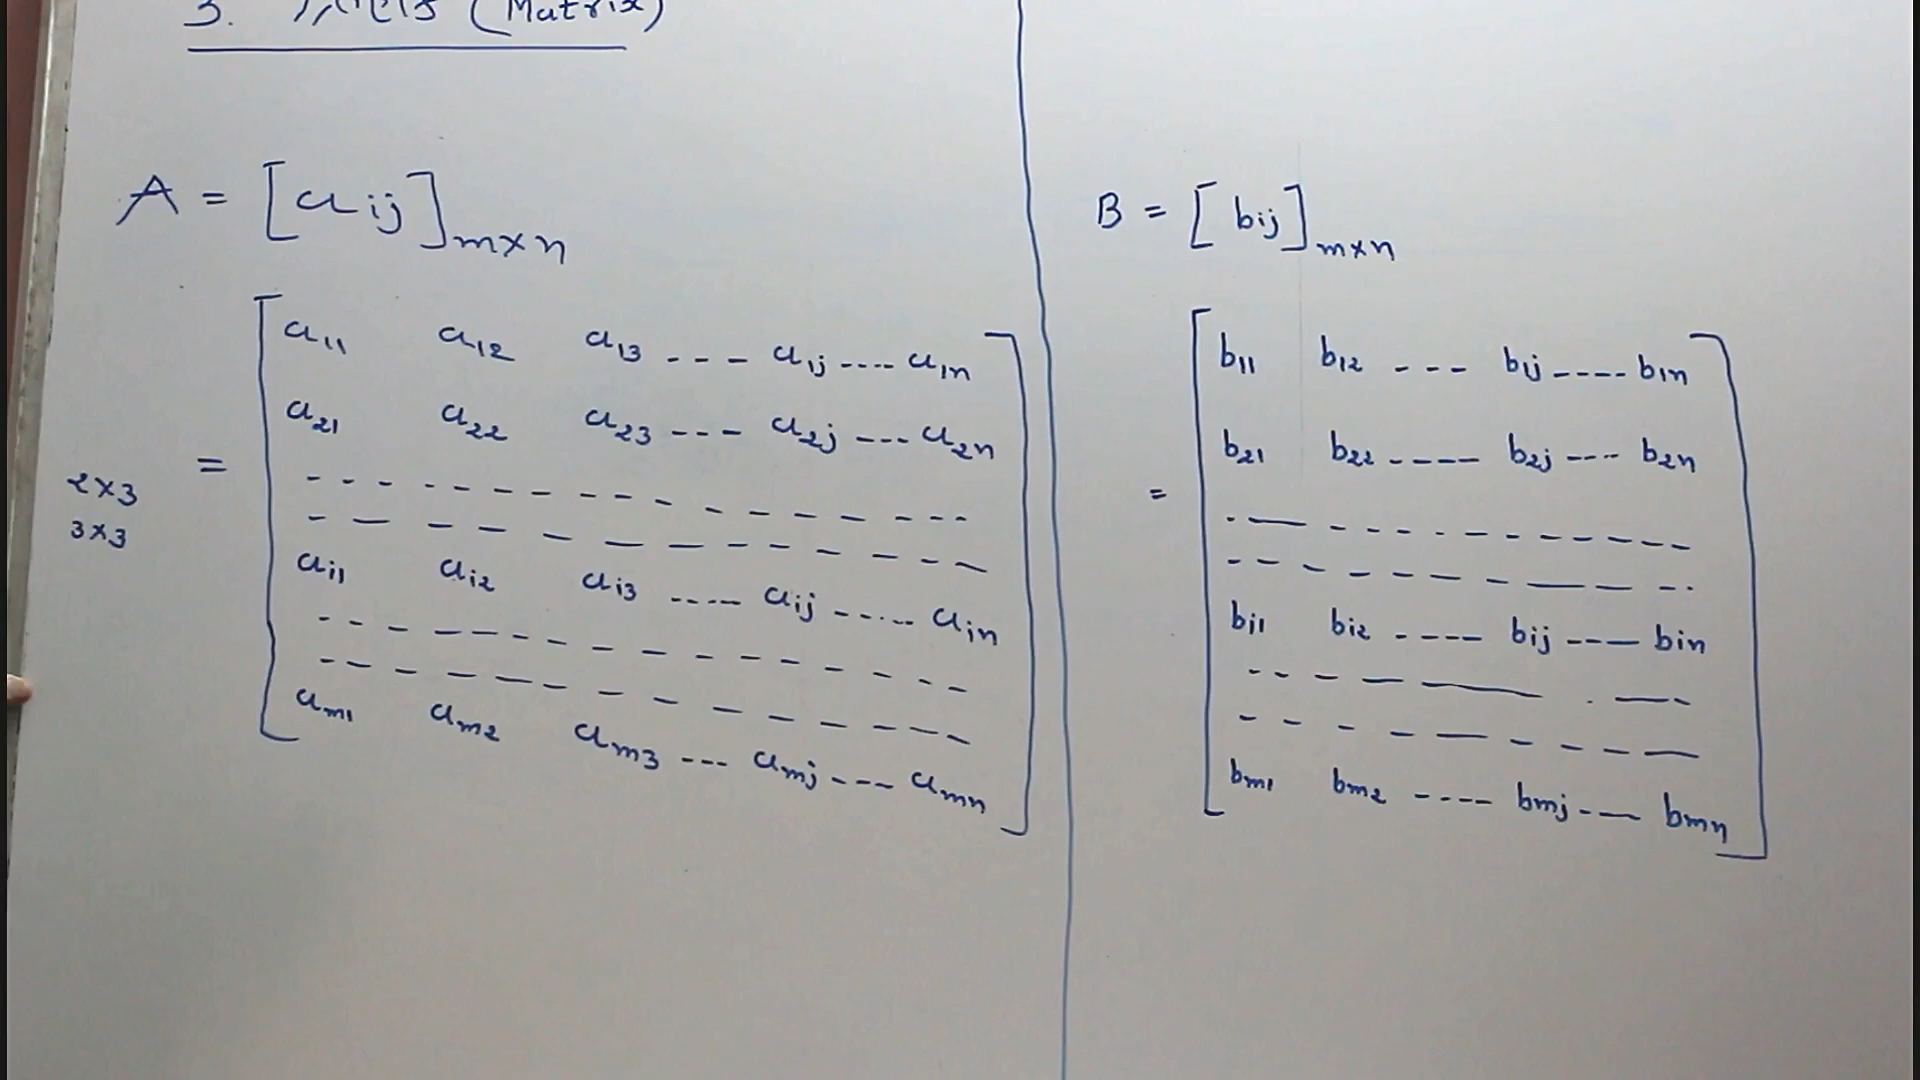 3. (Matrix)
A = [aij]m×n
= [a11 a12 a13 --- a1j ---- a1n
a21 a22 a23 --- a2j --- a2n
- - - - - - - - - - - - - - -
- - - - - - - - - - - - - -
ai1 ai2 ai3 ----- aij ----- ain
- - - - - - - - - - - - - - -
- - - - - - - - - - - - - - -
am1 am2 am3 --- amj --- amn]
2×3
3×3
B = [bij]m×n
= [b11 b12 --- b1j ---- b1n
b21 b22 ---- b2j --- b2n
- - - - - - - - - - - -
- - - - - - - - - - -
bi1 bi2 ---- bij --- bin
- - - - - - -
- - - - - - - - -
bm1 bm2 ---- bmj --- bmn]